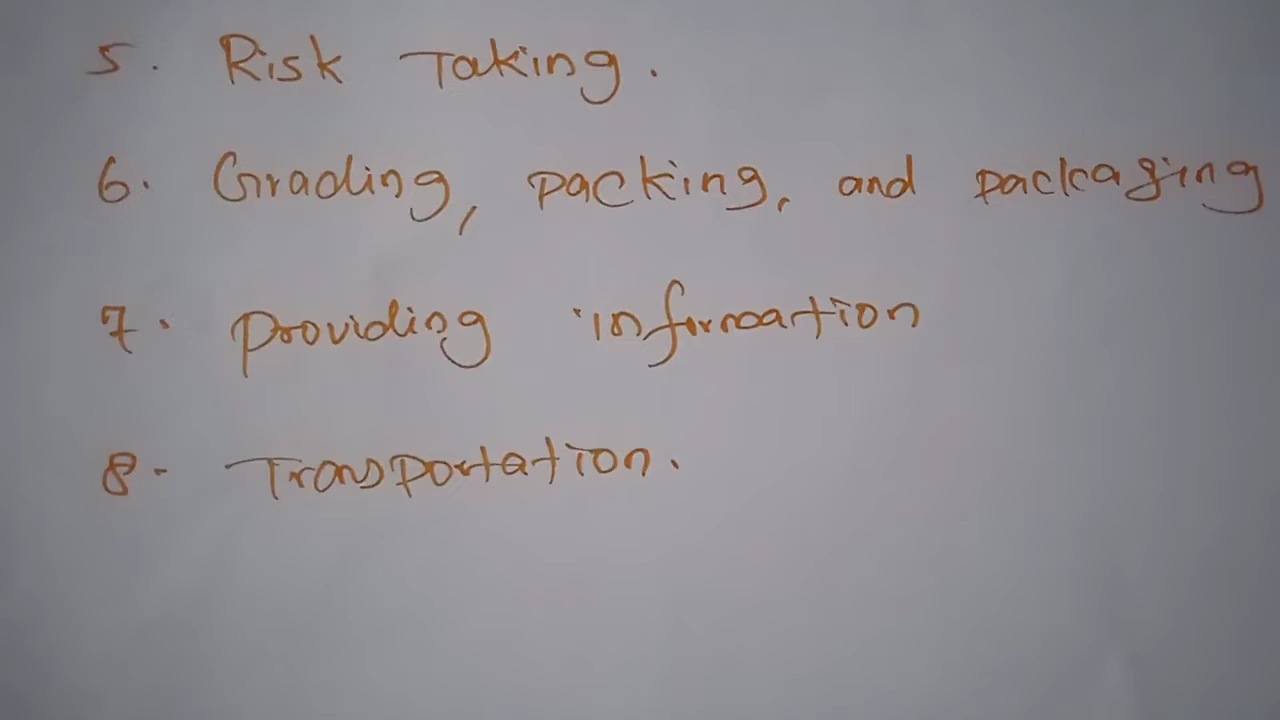 5. Risk Taking.
6. Grading, packing, and packaging
7. providing information
8. Transportation.